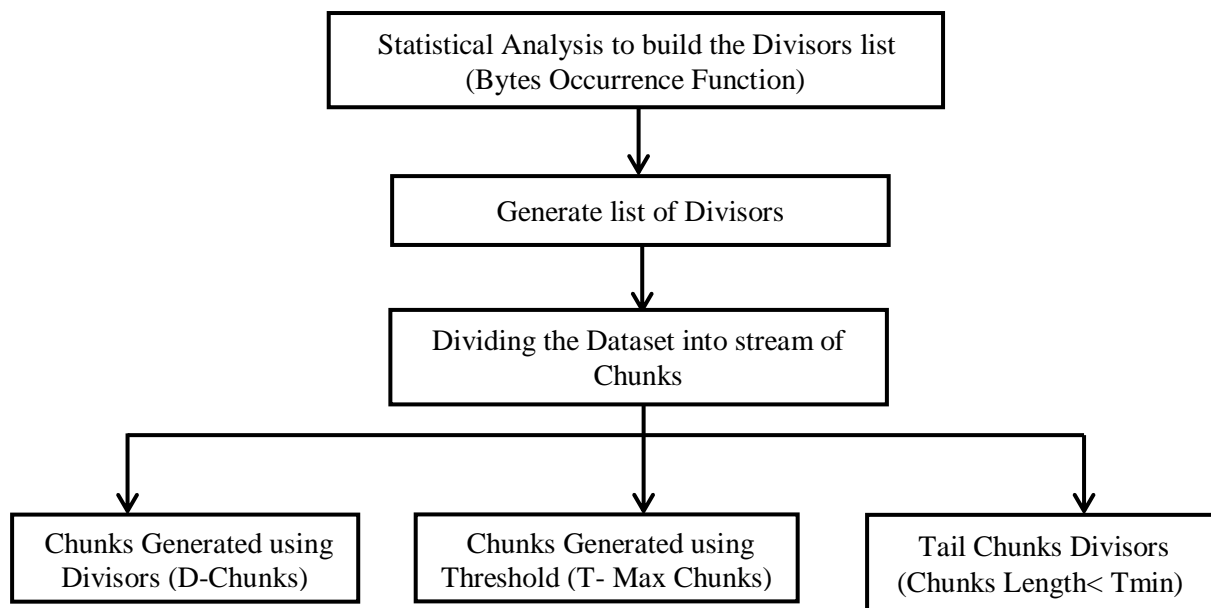 Statistical Analysis to build the Divisors list
(Bytes Occurrence Function)
Generate list of Divisors
Dividing the Dataset into stream of
Chunks
Chunks Generated using
Divisors (D-Chunks)
Chunks Generated using
Threshold (T- Max Chunks)
Tail Chunks Divisors
(Chunks Length< Tmin)